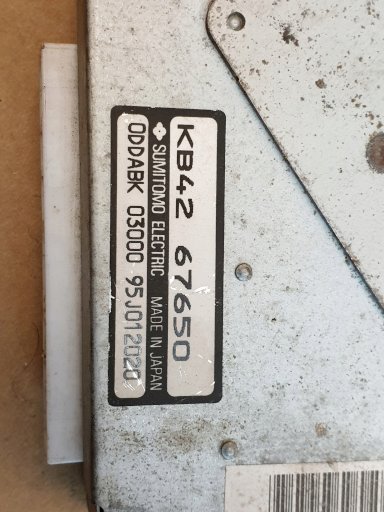 KB42 67650
SUMITOMO ELECTRIC MADE IN JAPAN
ODDABK 03000 95J012020